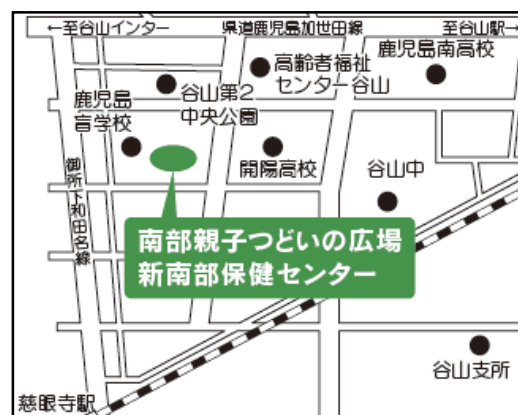 ←至谷山インター
県道鹿児島加世田線
至谷山駅→
高齢者福祉
センター谷山
鹿児島南高校
谷山第2
中央公園
鹿児島
盲学校
開陽高校
谷山中
御所下和田名線
南部親子つどいの広場
新南部保健センター
谷山支所
慈眼寺駅